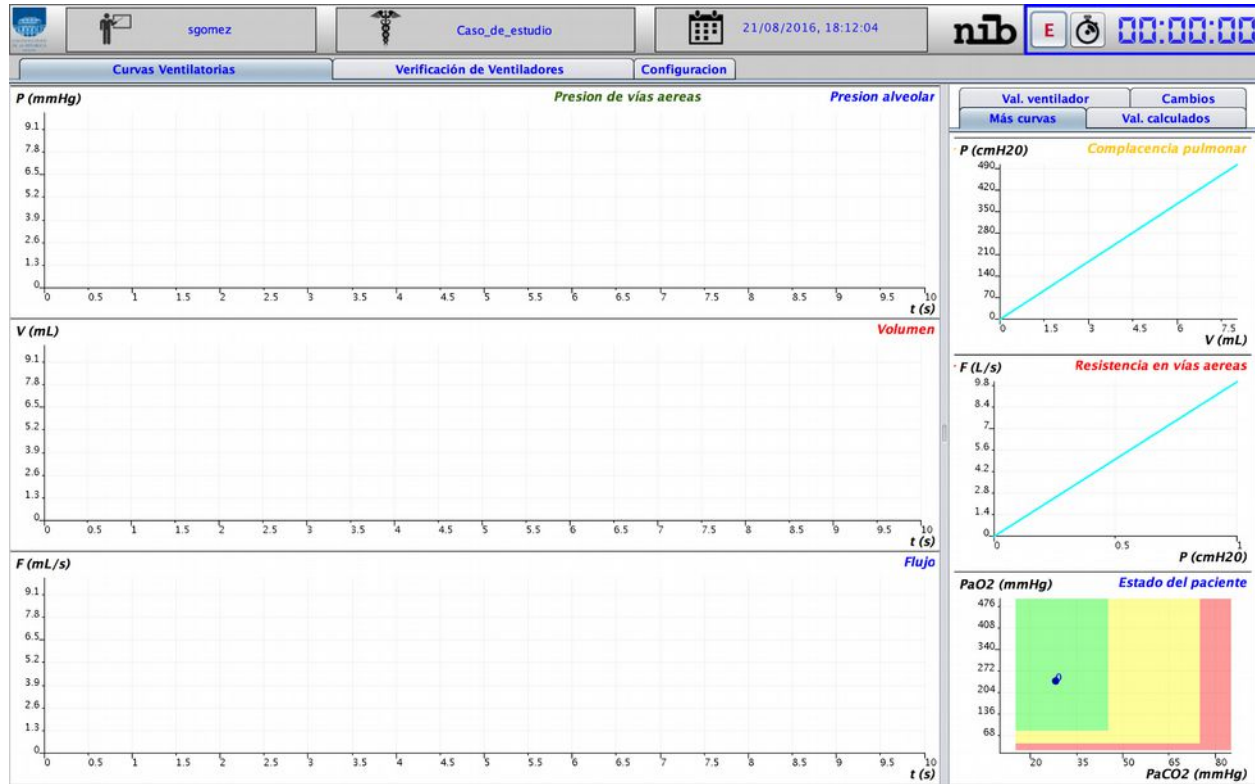 sgomez
Caso_de_estudio
21/08/2016, 18:12:04
nib
E
00:00:00
Curvas Ventilatorias
Verificación de Ventiladores
Configuracion
P (mmHg)
Presion de vías aereas
Presion alveolar
9.1
7.8
6.5
5.2
3.9
2.6
1.3
0
0 0.5 1 1.5 2 2.5 3 3.5 4 4.5 5 5.5 6 6.5 7 7.5 8 8.5 9 9.5 10
t (s)
V (mL)
Volumen
9.1
7.8
6.5
5.2
3.9
2.6
1.3
0
0 0.5 1 1.5 2 2.5 3 3.5 4 4.5 5 5.5 6 6.5 7 7.5 8 8.5 9 9.5 10
t (s)
F (mL/s)
Flujo
9.1
7.8
6.5
5.2
3.9
2.6
1.3
0
0 0.5 1 1.5 2 2.5 3 3.5 4 4.5 5 5.5 6 6.5 7 7.5 8 8.5 9 9.5 10
t (s)
Val. ventilador
Cambios
Más curvas
Val. calculados
P (cmH20)
Complacencia pulmonar
490
420
350
280
210
140
70
0
0 1.5 3 4.5 6 7.5
V (mL)
F (L/s)
Resistencia en vías aereas
9.8
8.4
7
5.6
4.2
2.8
1.4
0
0 0.5 1
P (cmH20)
PaO2 (mmHg)
Estado del paciente
476
408
340
272
204
136
68
0
20 35 50 65 80
PaCO2 (mmHg)